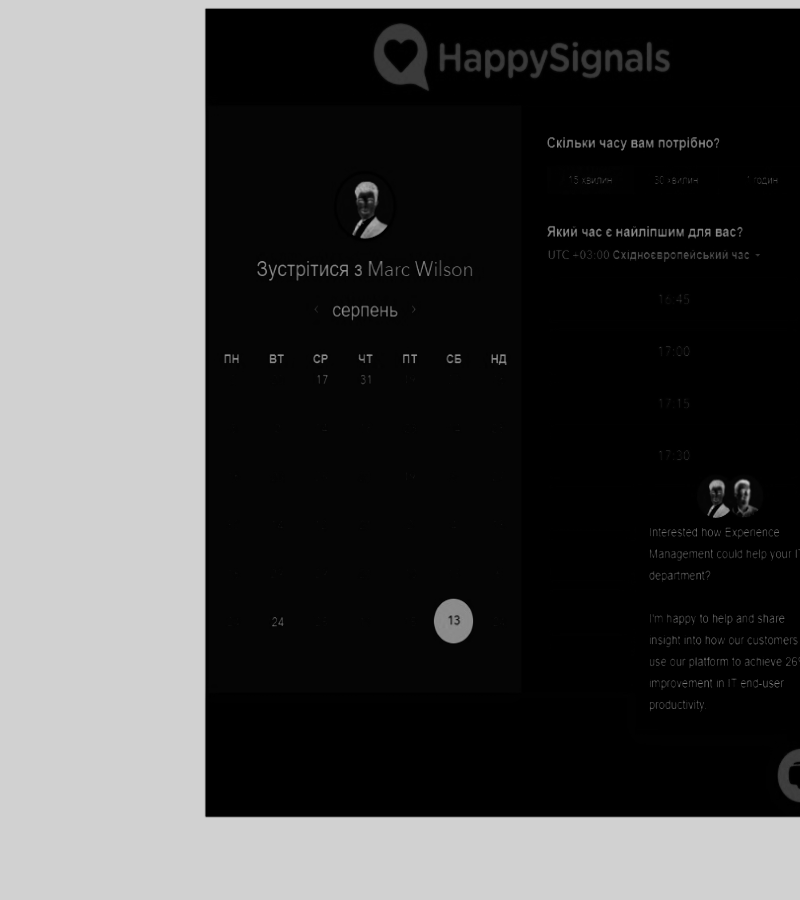 HappySignals
Зустрітися з Marc Wilson
серпень
ПН ВТ СР ЧТ ПТ СБ НД
17 31
24 13
Скільки часу вам потрібно?
15 хвилин 30 хвилин 1 годин
Який час є найліпшим для вас?
UTC +03:00 Східноєвропейський час
16:45
17:00
17:15
17:30
Interested how Experience
Management could help your IT
department?
I'm happy to help and share
insight into how our customers
use our platform to achieve 26%
improvement in IT end-user
productivity.